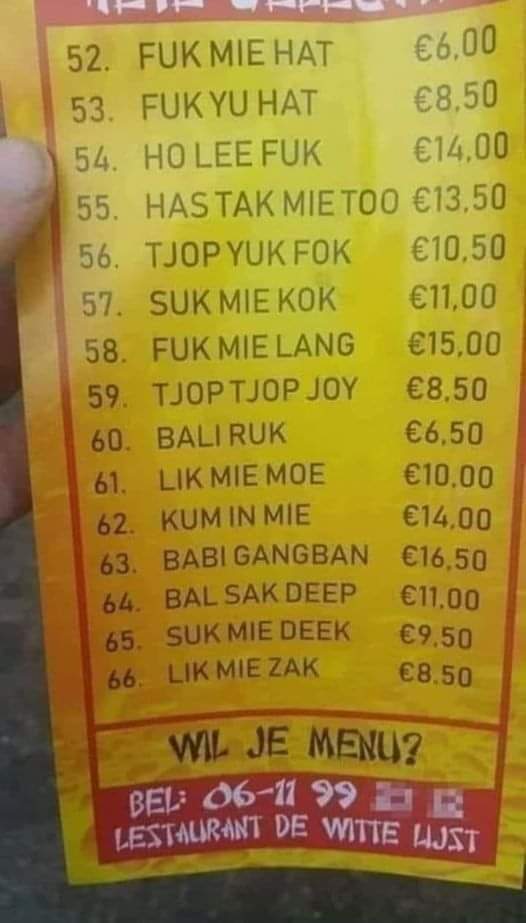 52. FUK MIE HAT €6,00
53. FUK YU HAT €8,50
54. HO LEE FUK €14,00
55. HAS TAK MIE TOO €13,50
56. TJOP YUK FOK €10,50
57. SUK MIE KOK €11,00
58. FUK MIE LANG €15,00
59. TJOP TJOP JOY €8,50
60. BALI RUK €6,50
61. LIK MIE MOE €10,00
62. KUM IN MIE €14,00
63. BABI GANGBAN €16,50
64. BAL SAK DEEP €11,00
65. SUK MIE DEEK €9,50
66. LIK MIE ZAK €8.50
WIL JE MENU?
BEL: 06-11 99
LESTAURANT DE WITTE LIJST